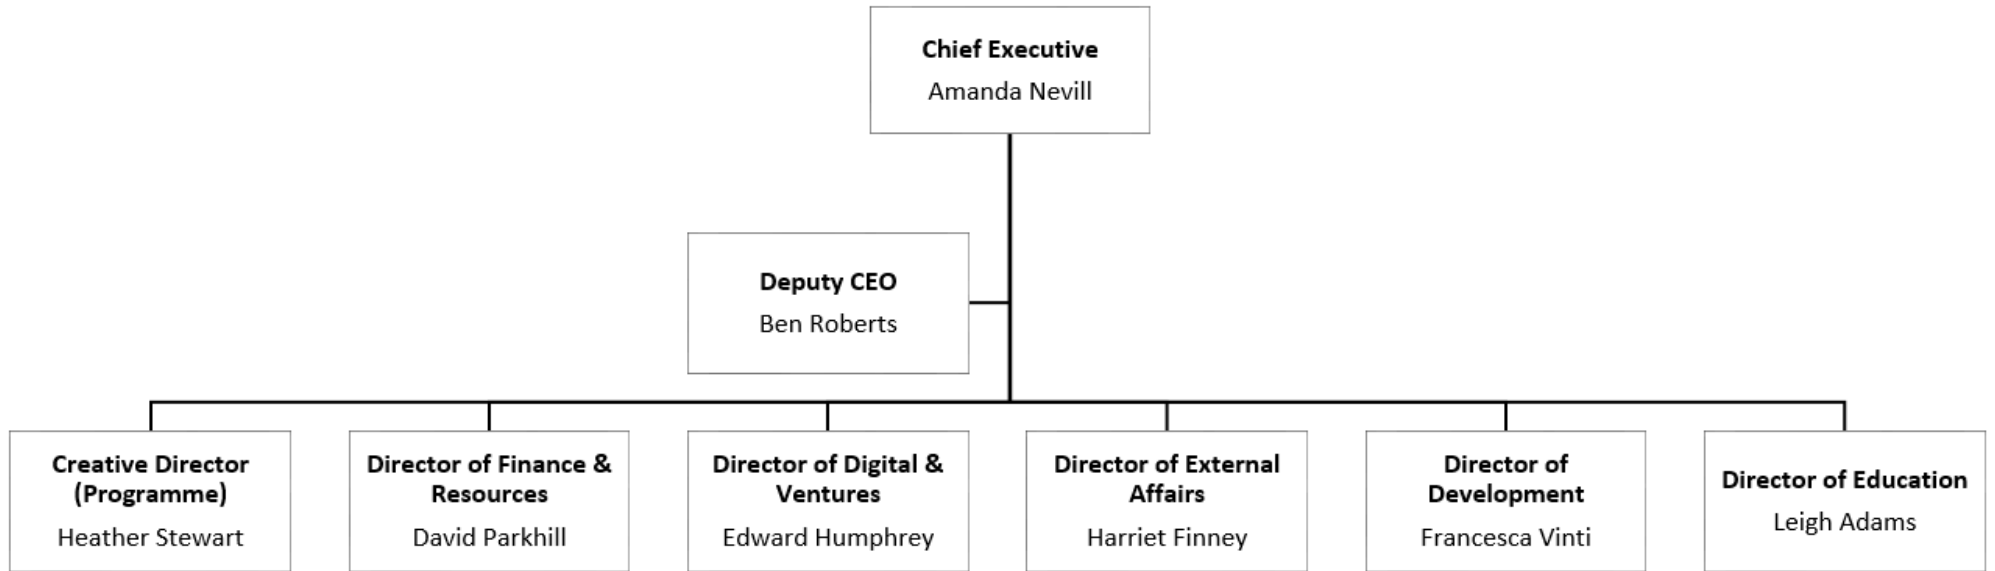 Chief Executive
Amanda Nevill
Deputy CEO
Ben Roberts
Creative Director
(Programme)
Heather Stewart
Director of Finance &
Resources
David Parkhill
Director of Digital &
Ventures
Edward Humphrey
Director of External
Affairs
Harriet Finney
Director of
Development
Francesca Vinti
Director of Education
Leigh Adams